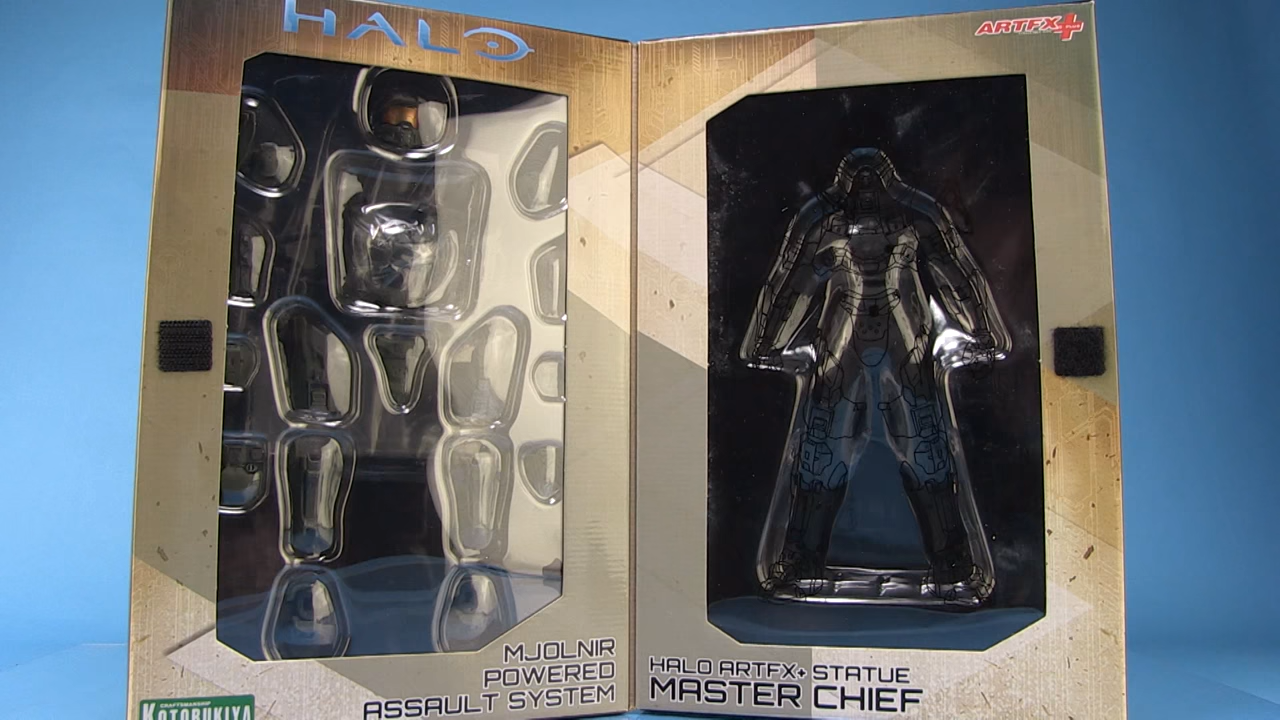 HALO
ARTFX+
MJOLNIR
POWERED
ASSAULT SYSTEM
CRAFTSMANSHIP
KOTOBUKIYA
HALO ARTFX+ STATUE
MASTER CHIEF